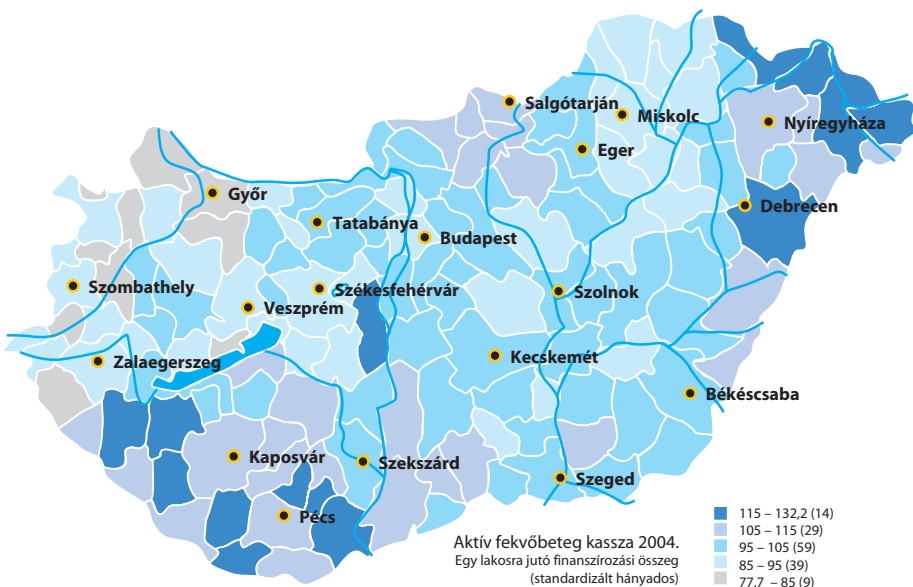 Salgótarján
Miskolc
Nyíregyháza
Eger
Győr
Debrecen
Tatabánya
Budapest
Szombathely
Székesfehérvár
Szolnok
Veszprém
Zalaegerszeg
Kecskemét
Békéscsaba
Kaposvár
Szekszárd
Szeged
Pécs
Aktív fekvőbeteg kassza 2004.
Egy lakosra jutó finanszírozási összeg
(standardizált hányados)
115 – 132,2 (14)
105 – 115 (29)
95 – 105 (59)
85 – 95 (39)
77,7 – 85 (9)